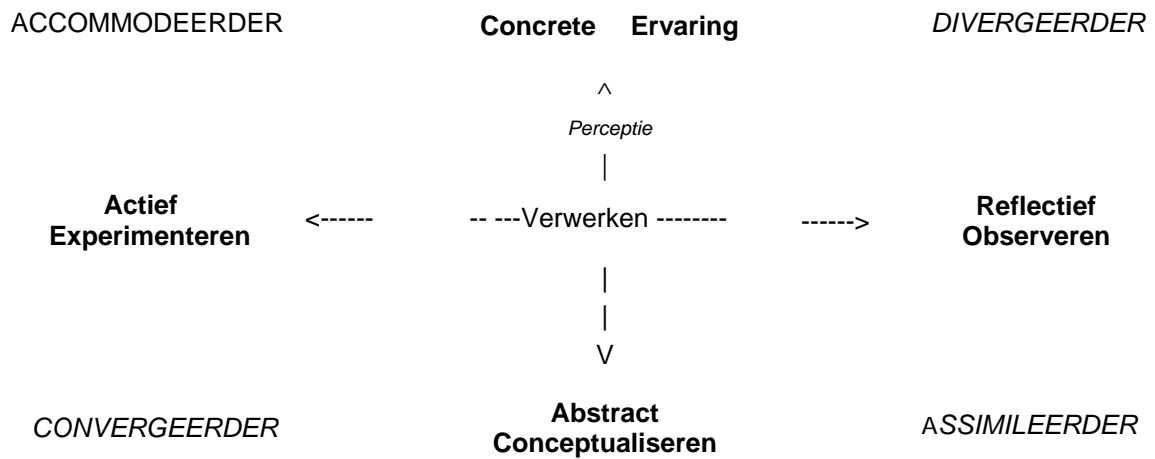 ACCOMMODEERDER Concrete Ervaring DIVERGEERDER
^
Perceptie
|
Actief
Experimenteren
<------ -- ---Verwerken -------- ------>
Reflectief
Observeren
|
|
V
CONVERGEERDER
Abstract
Conceptualiseren
ASSIMILEERDER